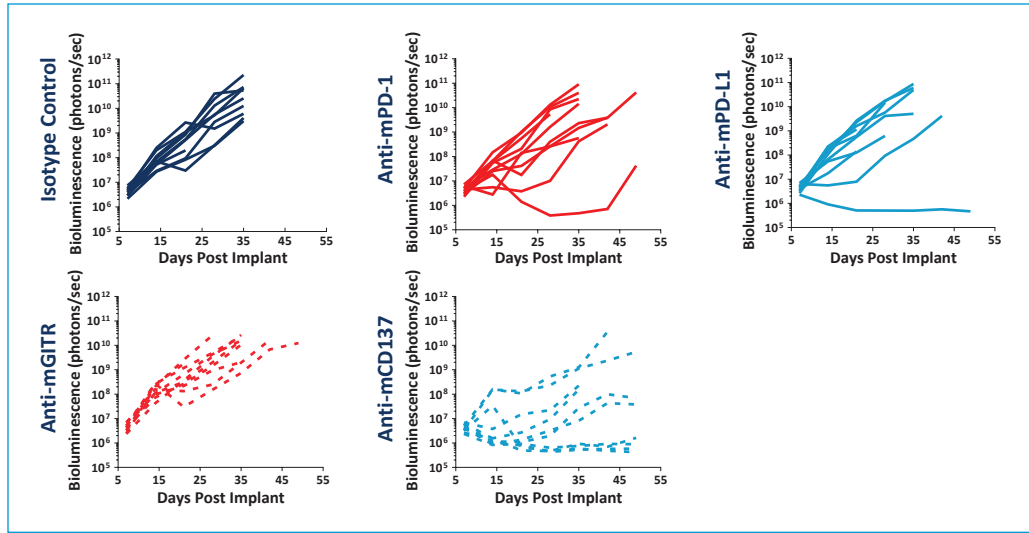 Isotype Control
Bioluminescence (photons/sec)
10¹²
10¹¹
10¹⁰
10⁹
10⁸
10⁷
10⁶
10⁵
5 15 25 35 45 55
Days Post Implant
Anti-mPD-1
Bioluminescence (photons/sec)
10¹²
10¹¹
10¹⁰
10⁹
10⁸
10⁷
10⁶
10⁵
5 15 25 35 45 55
Days Post Implant
Anti-mPD-L1
Bioluminescence (photons/sec)
10¹²
10¹¹
10¹⁰
10⁹
10⁸
10⁷
10⁶
10⁵
5 15 25 35 45 55
Days Post Implant
Anti-mGITR
Bioluminescence (photons/sec)
10¹²
10¹¹
10¹⁰
10⁹
10⁸
10⁷
10⁶
10⁵
5 15 25 35 45 55
Days Post Implant
Anti-mCD137
Bioluminescence (photons/sec)
10¹²
10¹¹
10¹⁰
10⁹
10⁸
10⁷
10⁶
10⁵
5 15 25 35 45 55
Days Post Implant